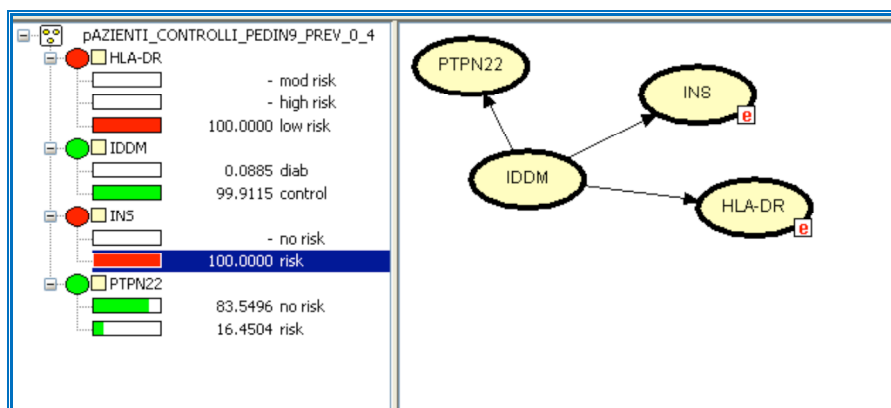 pAZIENTI_CONTROLLI_PEDIN9_PREV_0_4
HLA-DR
- mod risk
- high risk
100.0000 low risk
IDDM
0.0885 diab
99.9115 control
INS
- no risk
100.0000 risk
PTPN22
83.5496 no risk
16.4504 risk
PTPN22
INS
e
IDDM
HLA-DR
e